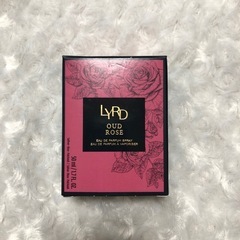 LYRD
OUD
ROSE
EAU DE PARFUM SPRAY
EAU DE PARFUM À VAPORISER
50 ml / 1.7 FL. OZ.